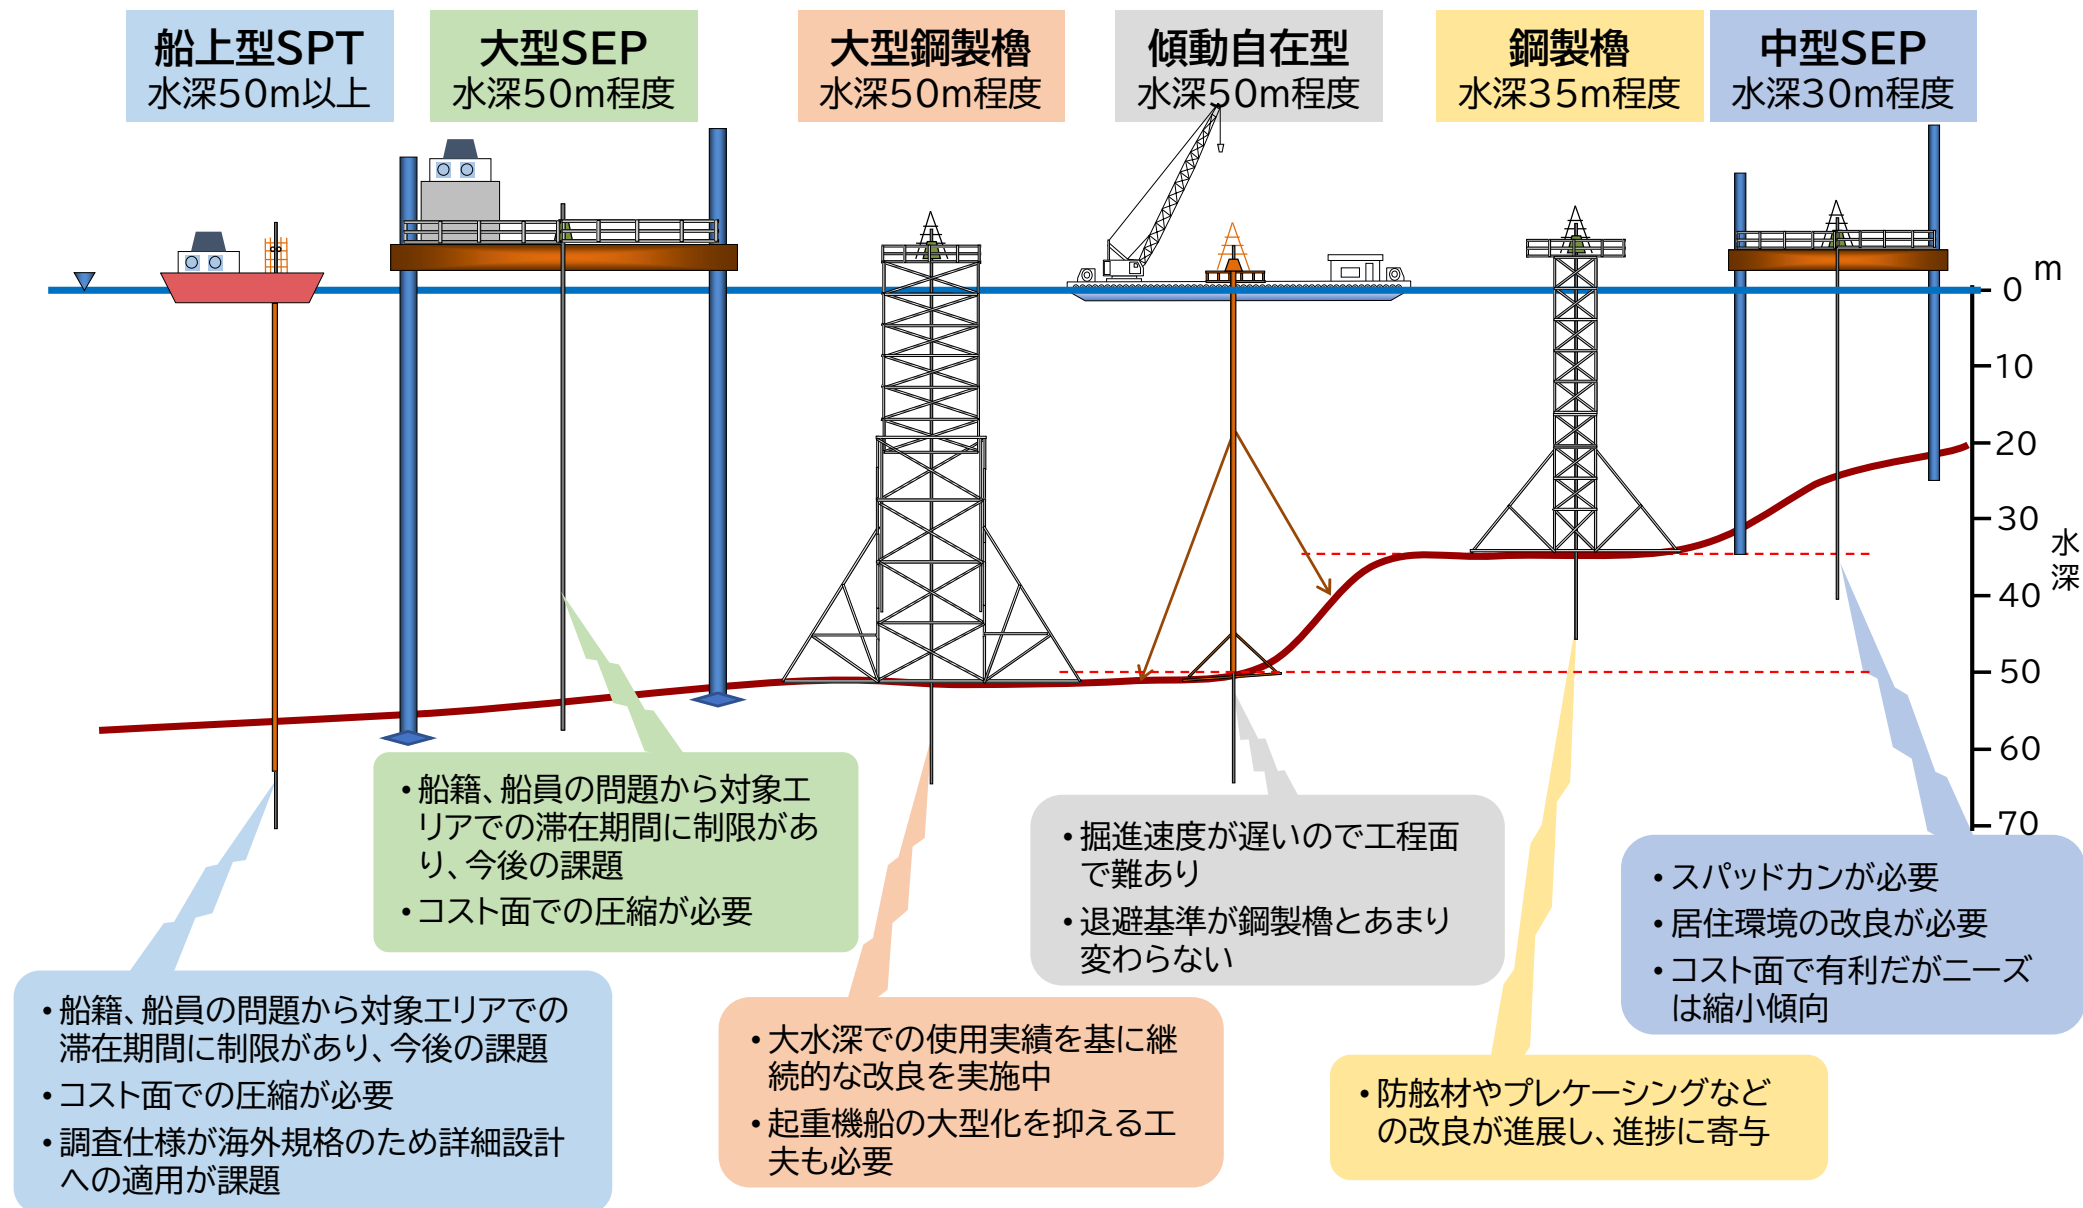 船上型SPT
水深50m以上
大型SEP
水深50m程度
大型鋼製櫓
水深50m程度
傾動自在型
水深50m程度
鋼製櫓
水深35m程度
中型SEP
水深30m程度
m
0
10
20
30
40
50
60
70
水
深
・船籍、船員の問題から対象エリアでの
滞在期間に制限があり、今後の課題
・コスト面での圧縮が必要
・調査仕様が海外規格のため詳細設計
への適用が課題
・船籍、船員の問題から対象エ
リアでの滞在期間に制限があ
り、今後の課題
・コスト面での圧縮が必要
・大水深での使用実績を基に継
続的な改良を実施中
・起重機船の大型化を抑える工
夫も必要
・掘進速度が遅いので工程面
で難あり
・退避基準が鋼製櫓とあまり
変わらない
・防舷材やプレケーシングなど
の改良が進展し、進捗に寄与
・スパッドカンが必要
・居住環境の改良が必要
・コスト面で有利だがニーズ
は縮小傾向